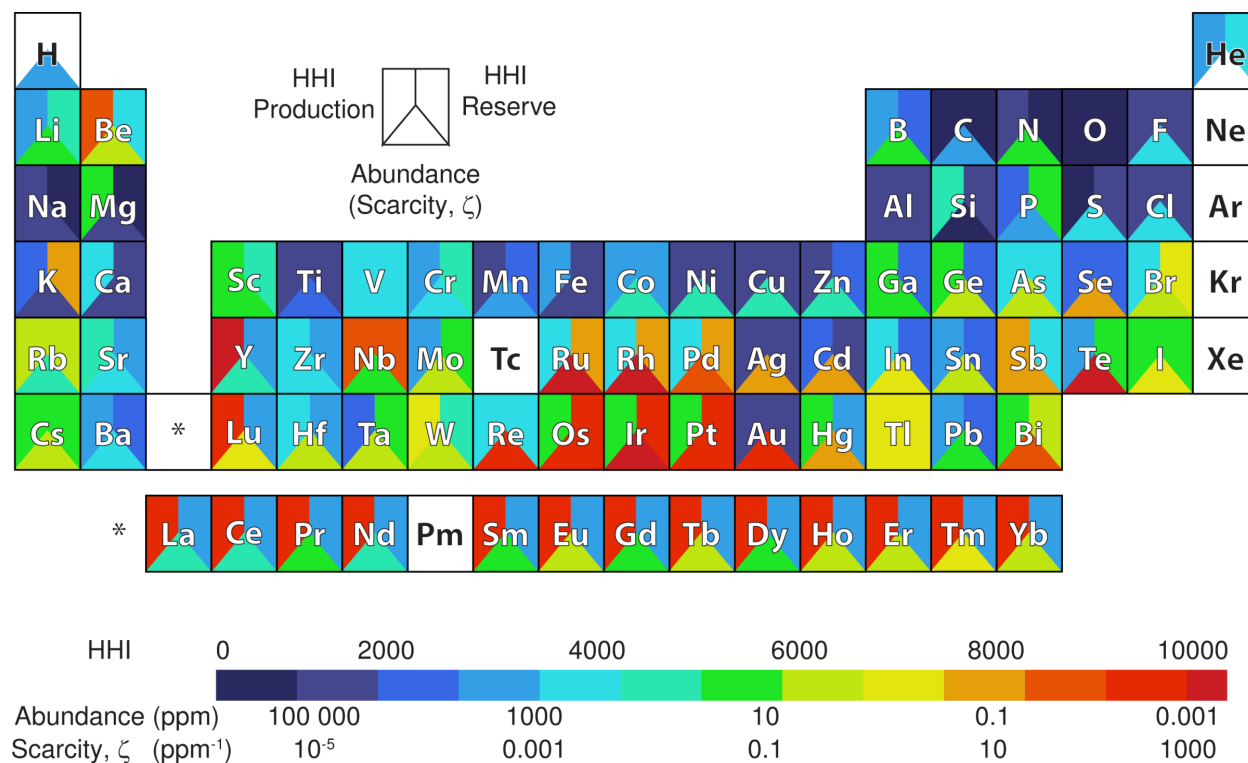 H He
Li Be B C N O F Ne
Na Mg Al Si P S Cl Ar
K Ca Sc Ti V Cr Mn Fe Co Ni Cu Zn Ga Ge As Se Br Kr
Rb Sr Y Zr Nb Mo Tc Ru Rh Pd Ag Cd In Sn Sb Te I Xe
Cs Ba * Lu Hf Ta W Re Os Ir Pt Au Hg Tl Pb Bi
* La Ce Pr Nd Pm Sm Eu Gd Tb Dy Ho Er Tm Yb
HHI
Production
HHI
Reserve
Abundance
(Scarcity, ζ)
HHI 0 2000 4000 6000 8000 10000
Abundance (ppm) 100 000 1000 10 0.1 0.001
Scarcity, ζ (ppm⁻¹) 10⁻⁵ 0.001 0.1 10 1000